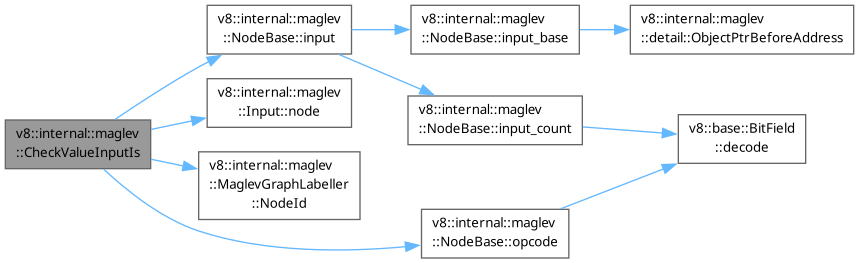 v8::internal::maglev
::CheckValueInputIs
v8::internal::maglev
::NodeBase::input
v8::internal::maglev
::NodeBase::input_base
v8::internal::maglev
::detail::ObjectPtrBeforeAddress
v8::internal::maglev
::NodeBase::input_count
v8::base::BitField
::decode
v8::internal::maglev
::Input::node
v8::internal::maglev
::MaglevGraphLabeller
::NodeId
v8::internal::maglev
::NodeBase::opcode